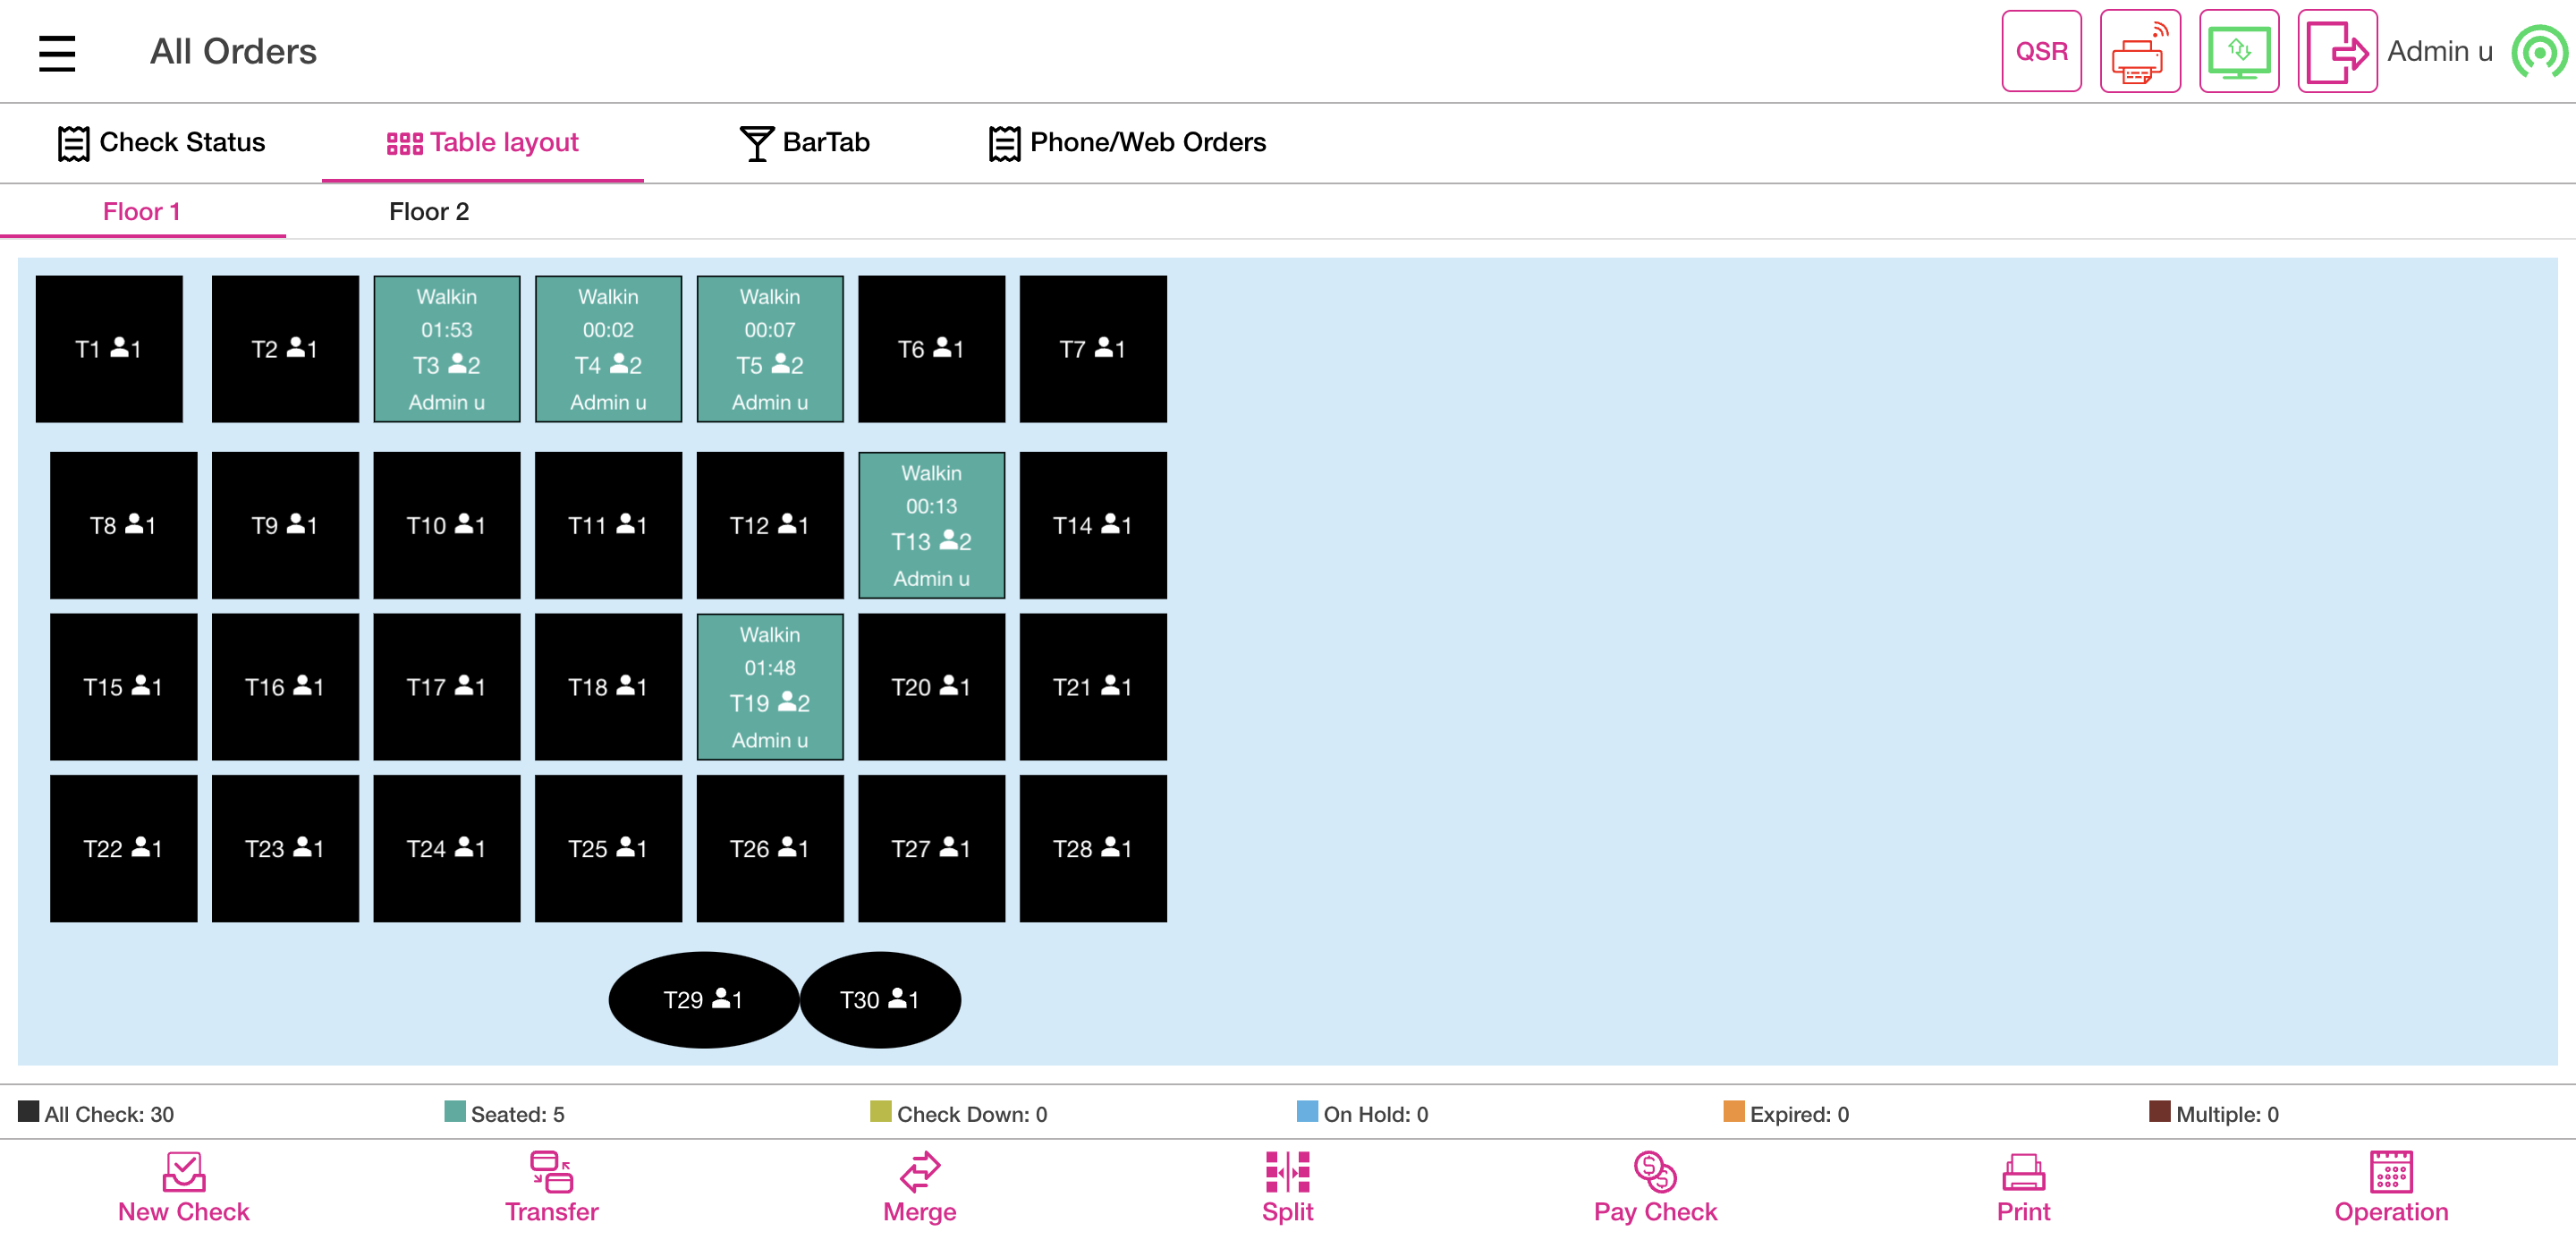 All Orders
QSR
Admin u
Check Status
Table layout
BarTab
Phone/Web Orders
Floor 1
Floor 2
T1 1
T2 1
Walkin
01:53
T3 2
Admin u
Walkin
00:02
T4 2
Admin u
Walkin
00:07
T5 2
Admin u
T6 1
T7 1
T8 1
T9 1
T10 1
T11 1
T12 1
Walkin
00:13
T13 2
Admin u
T14 1
T15 1
T16 1
T17 1
T18 1
Walkin
01:48
T19 2
Admin u
T20 1
T21 1
T22 1
T23 1
T24 1
T25 1
T26 1
T27 1
T28 1
T29 1
T30 1
All Check: 30
Seated: 5
Check Down: 0
On Hold: 0
Expired: 0
Multiple: 0
New Check
Transfer
Merge
Split
Pay Check
Print
Operation